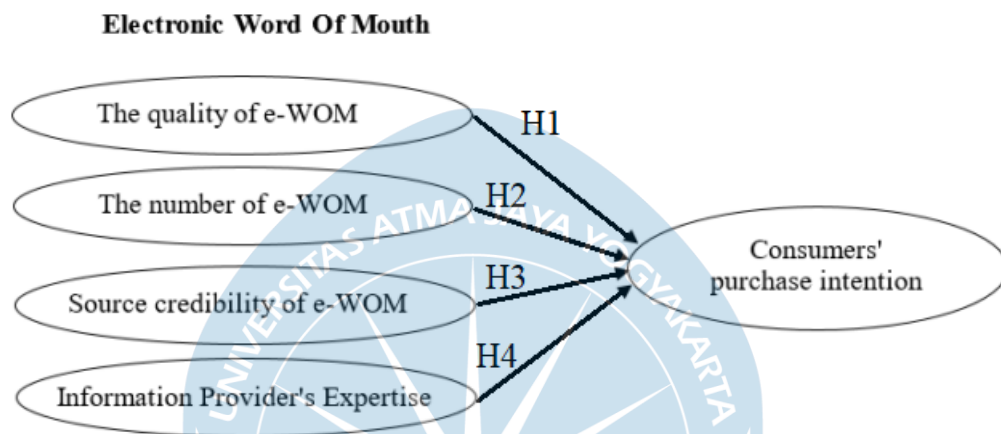 Electronic Word Of Mouth
The quality of e-WOM
H1
The number of e-WOM
H2
UNIVERSITAS ATMA JAYA YOGYAKARTA
Consumers'
purchase intention
Source credibility of e-WOM
H3
Information Provider's Expertise
H4